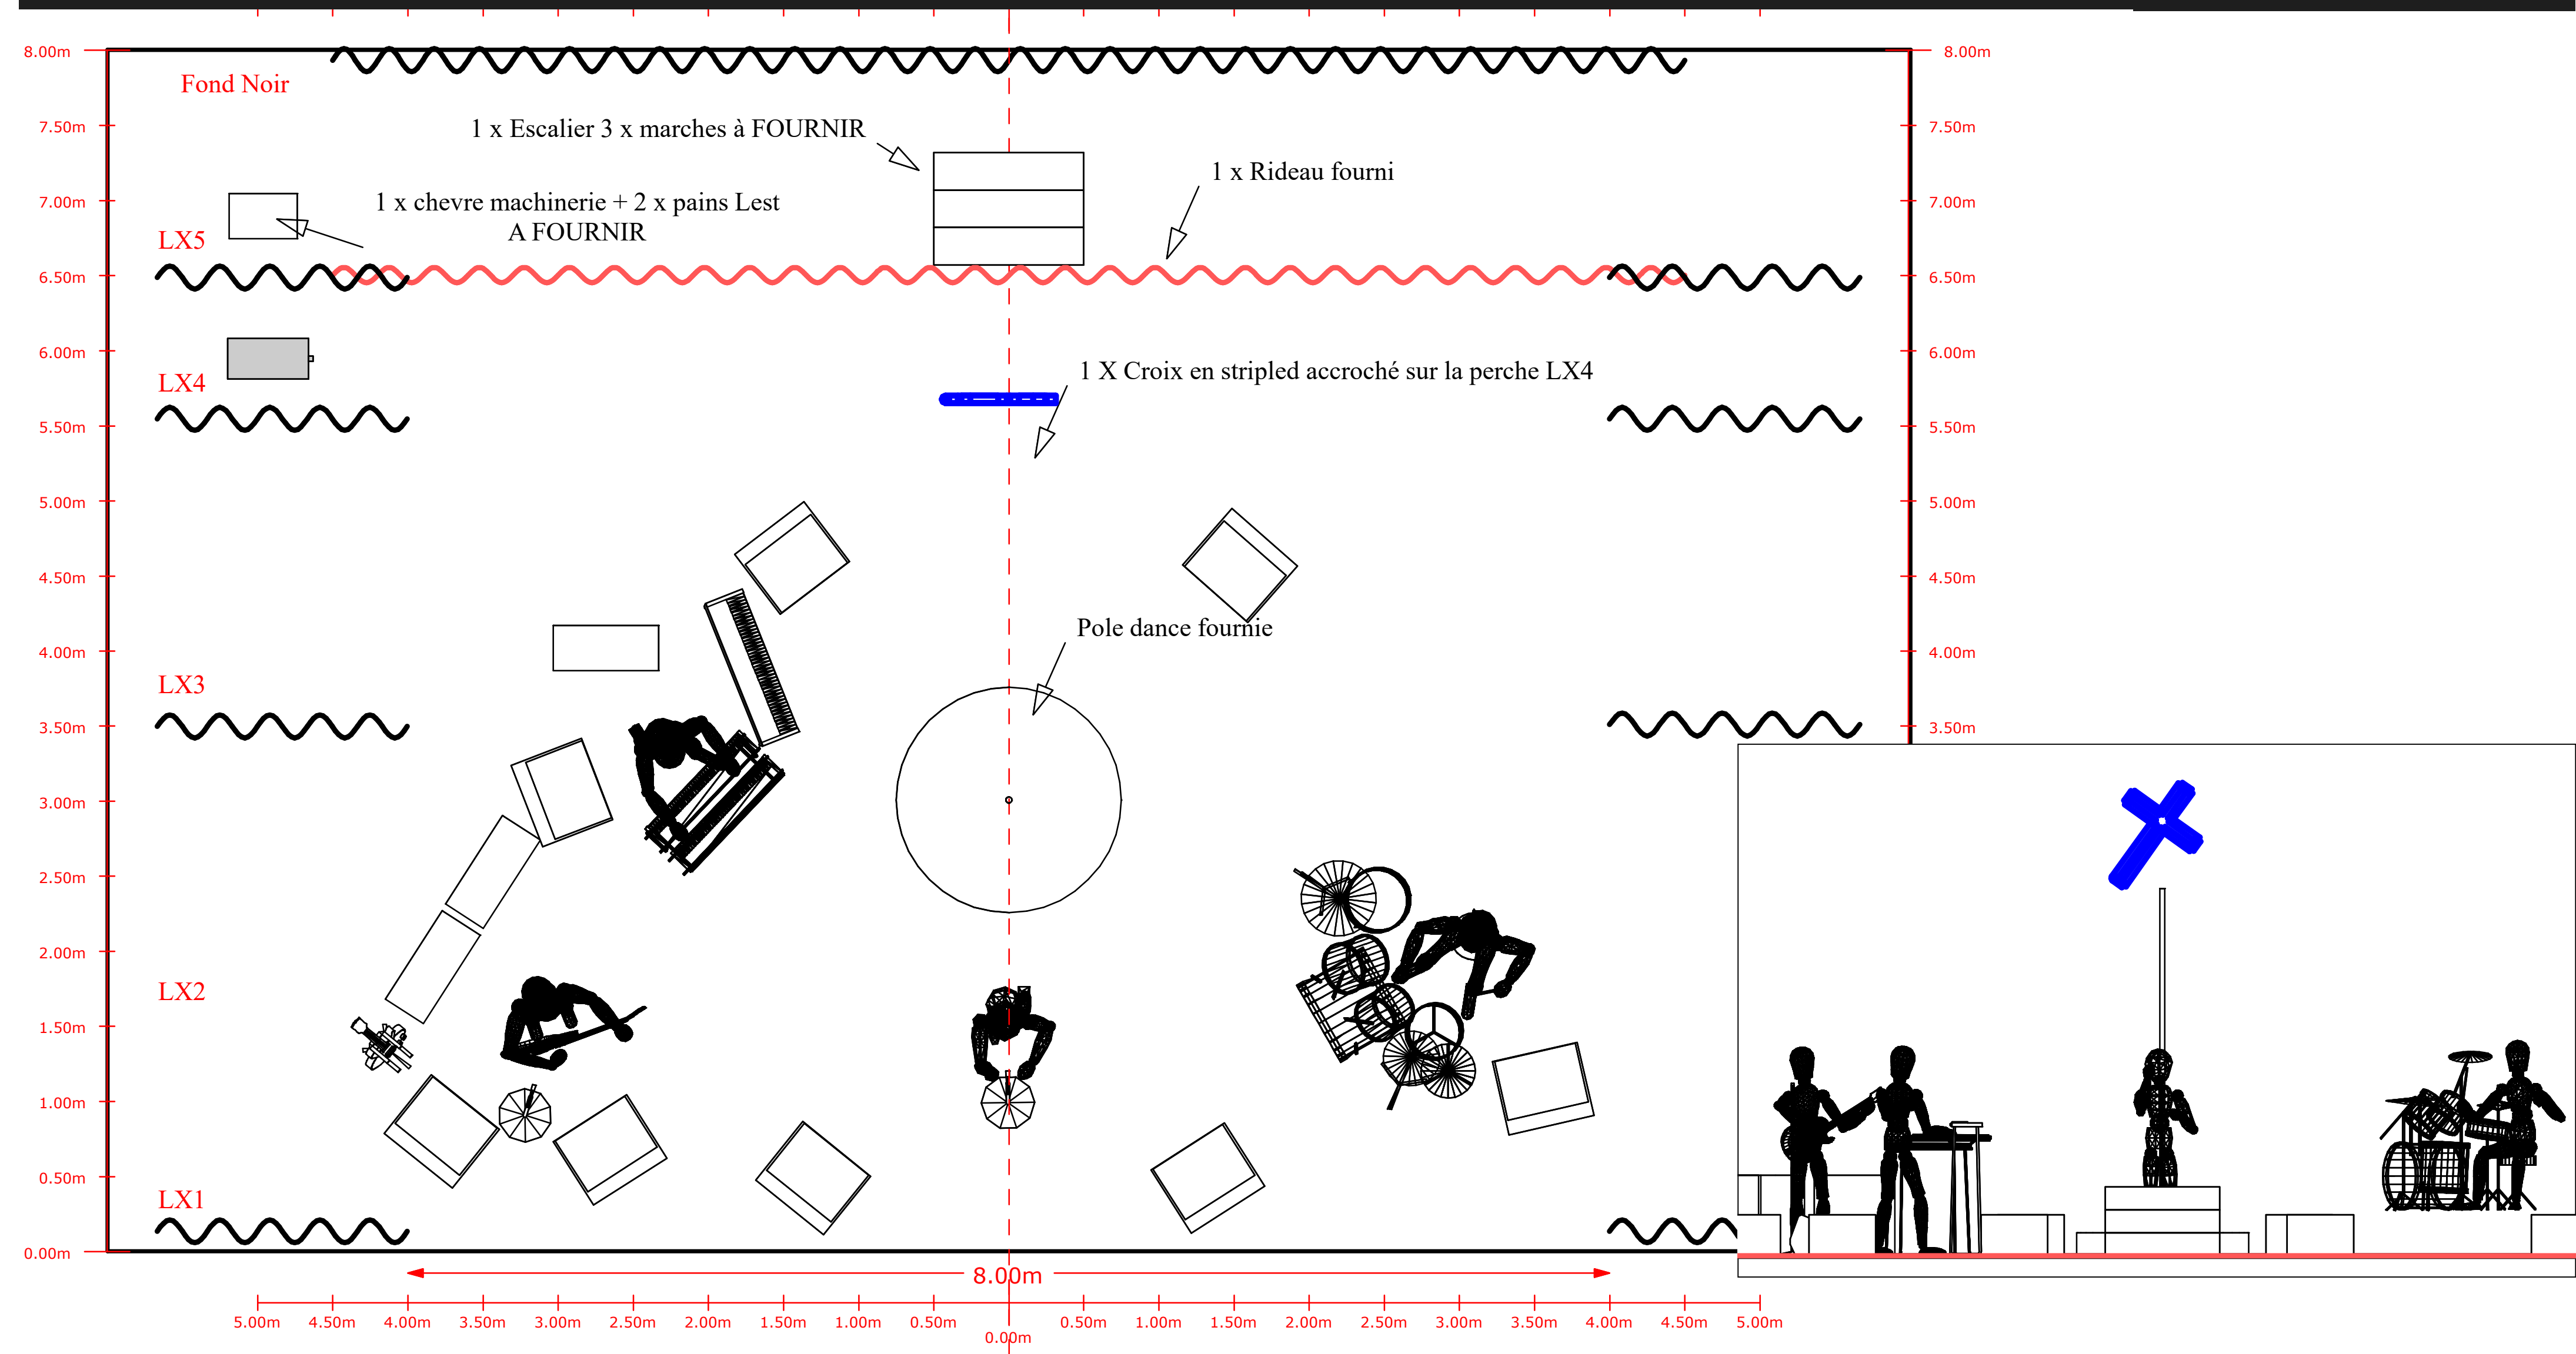 8.00m
8.00m
Fond Noir
7.50m
1 x Escalier 3 x marches à FOURNIR
7.50m
1 x Rideau fourni
7.00m
1 x chevre machinerie + 2 x pains Lest
A FOURNIR
7.00m
LX5
6.50m
6.50m
6.00m
6.00m
LX4
1 X Croix en stripled accroché sur la perche LX4
5.50m
5.50m
5.00m
5.00m
4.50m
4.50m
Pole dance fournie
4.00m
4.00m
LX3
3.50m
3.50m
3.00m
2.50m
2.00m
LX2
1.50m
1.00m
0.50m
LX1
0.00m
8.00m
5.00m 4.50m 4.00m 3.50m 3.00m 2.50m 2.00m 1.50m 1.00m 0.50m 0.00m 0.50m 1.00m 1.50m 2.00m 2.50m 3.00m 3.50m 4.00m 4.50m 5.00m